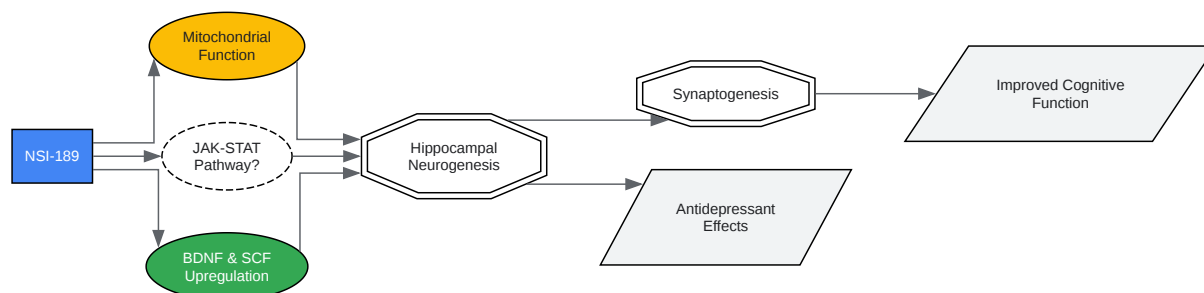 Mitochondrial
Function
NSI-189
JAK-STAT
Pathway?
BDNF & SCF
Upregulation
Hippocampal
Neurogenesis
Synaptogenesis
Antidepressant
Effects
Improved Cognitive
Function